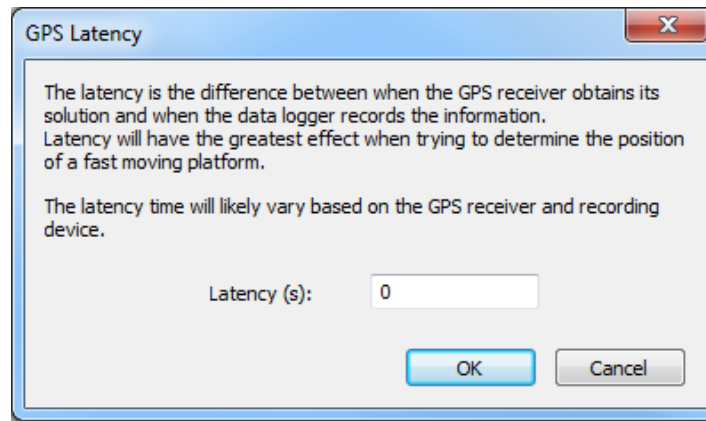 GPS Latency
The latency is the difference between when the GPS receiver obtains its
solution and when the data logger records the information.
Latency will have the greatest effect when trying to determine the position
of a fast moving platform.
The latency time will likely vary based on the GPS receiver and recording
device.
Latency (s): 0
OK Cancel